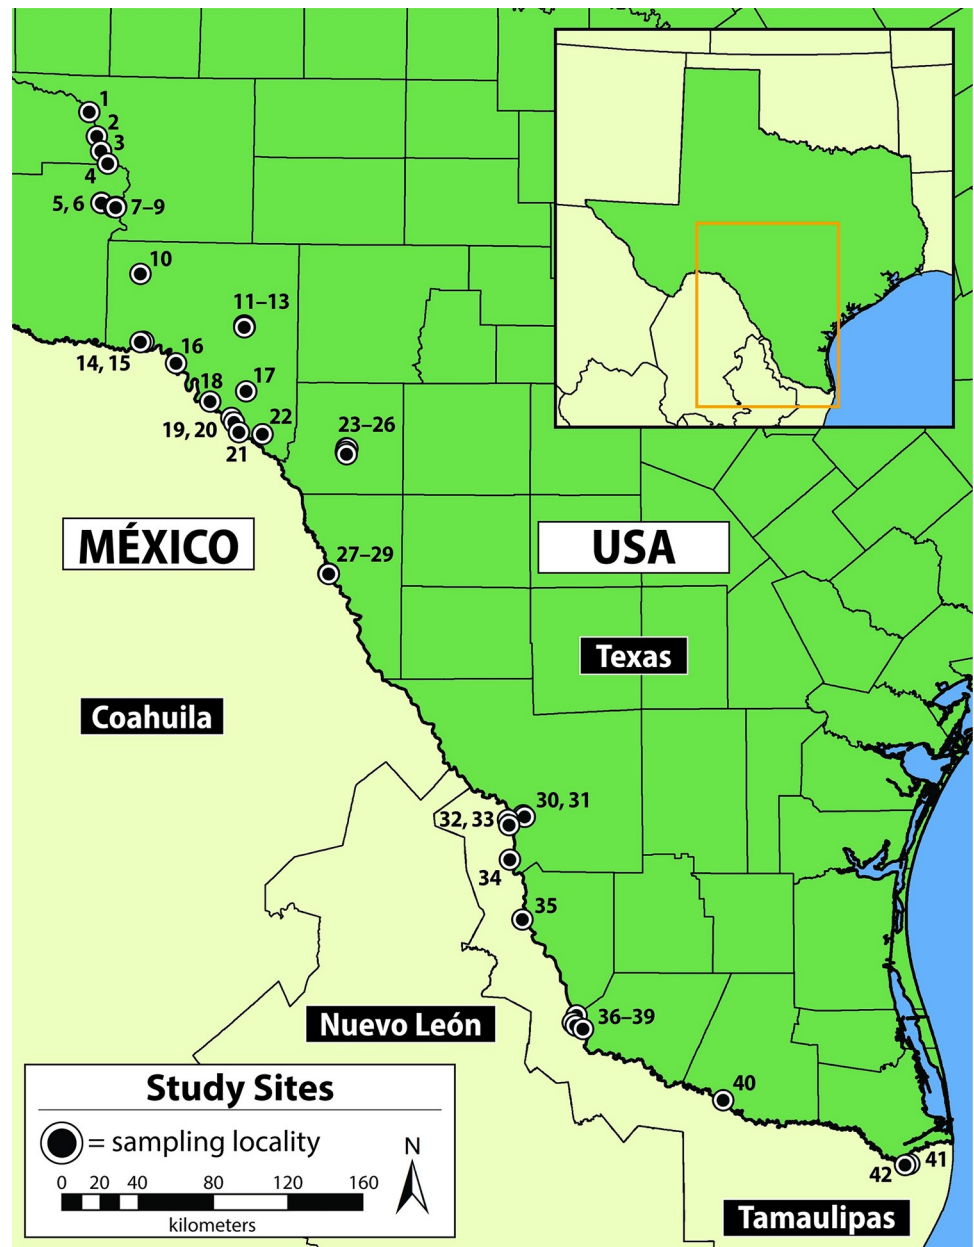 1
2
3
4
5, 6
7–9
10
11–13
14, 15
16
17
18
19, 20
21
22
23–26
MÉXICO
USA
27–29
Texas
Coahuila
30, 31
32, 33
34
35
Nuevo León
36–39
40
41
42
Tamaulipas
Study Sites
= sampling locality
N
0 20 40 80 120 160
kilometers